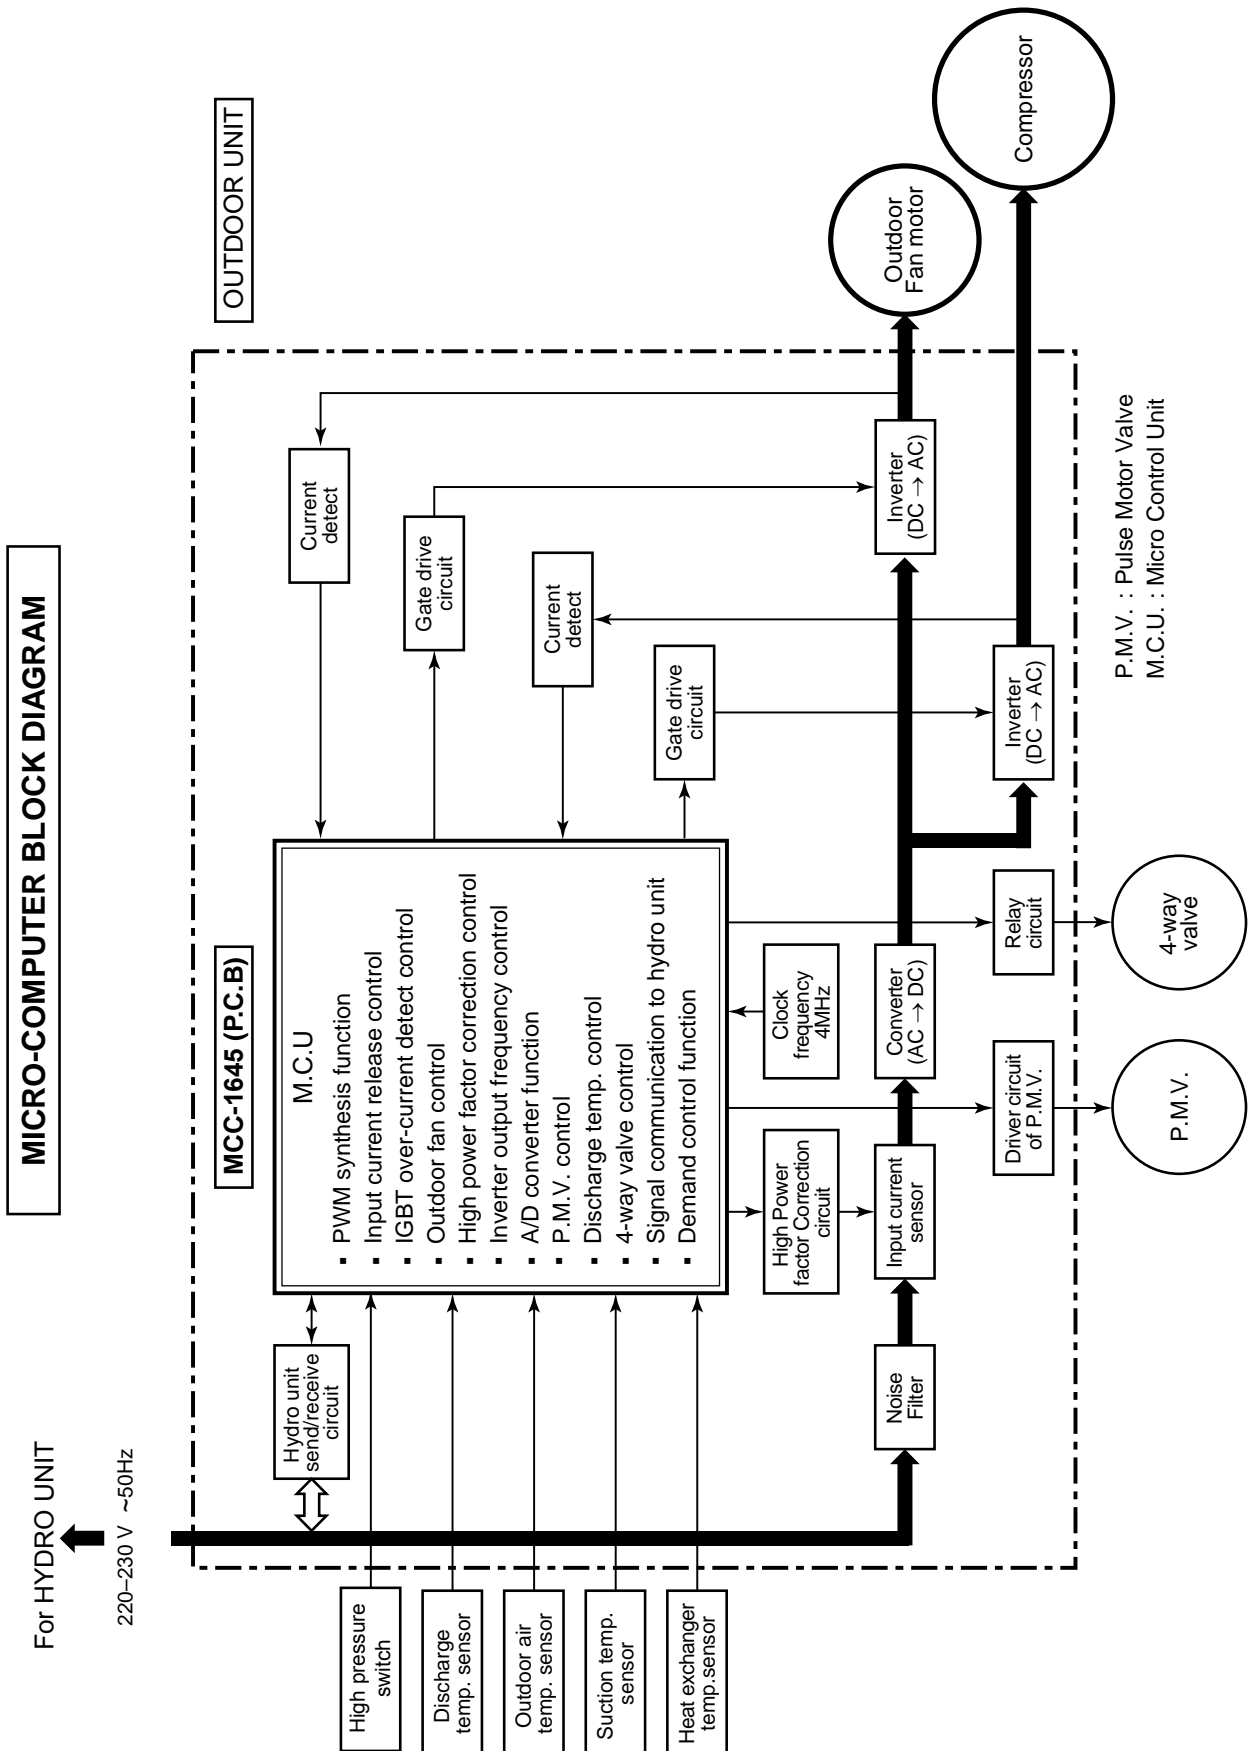 MICRO-COMPUTER BLOCK DIAGRAM
For HYDRO UNIT
220–230 V ~50Hz
MCC-1645 (P.C.B)
OUTDOOR UNIT
High pressure
switch
Discharge
temp. sensor
Outdoor air
temp. sensor
Suction temp.
sensor
Heat exchanger
temp.sensor
Hydro unit
send/receive
circuit
M.C.U
▪ PWM synthesis function
▪ Input current release control
▪ IGBT over-current detect control
▪ Outdoor fan control
▪ High power factor correction control
▪ Inverter output frequency control
▪ A/D converter function
▪ P.M.V. control
▪ Discharge temp. control
▪ 4-way valve control
▪ Signal communication to hydro unit
▪ Demand control function
Current
detect
Gate drive
circuit
Current
detect
Gate drive
circuit
High Power
factor Correction
circuit
Clock
frequency
4MHz
Noise
Filter
Input current
sensor
Converter
(AC → DC)
Inverter
(DC → AC)
Outdoor
Fan motor
Driver circuit
of P.M.V.
Relay
circuit
Inverter
(DC → AC)
Compressor
P.M.V.
4-way
valve
P.M.V. : Pulse Motor Valve
M.C.U. : Micro Control Unit